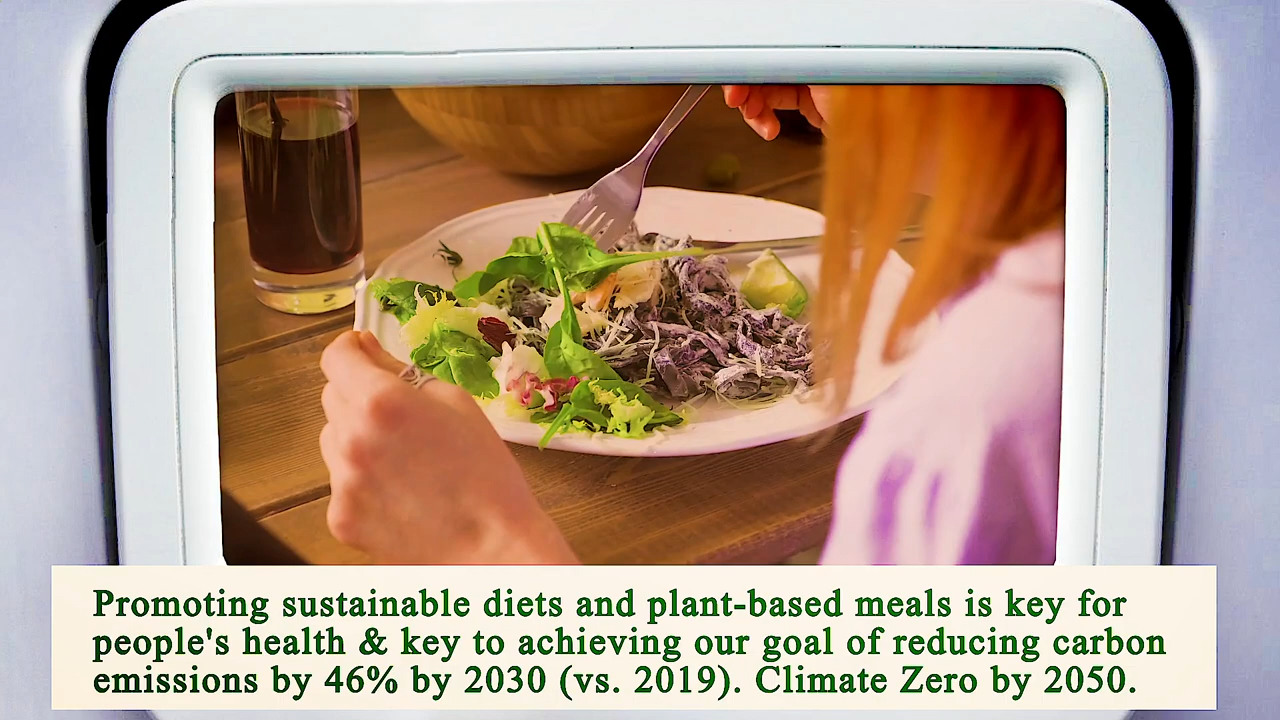 Promoting sustainable diets and plant-based meals is key for
people's health & key to achieving our goal of reducing carbon
emissions by 46% by 2030 (vs. 2019). Climate Zero by 2050.